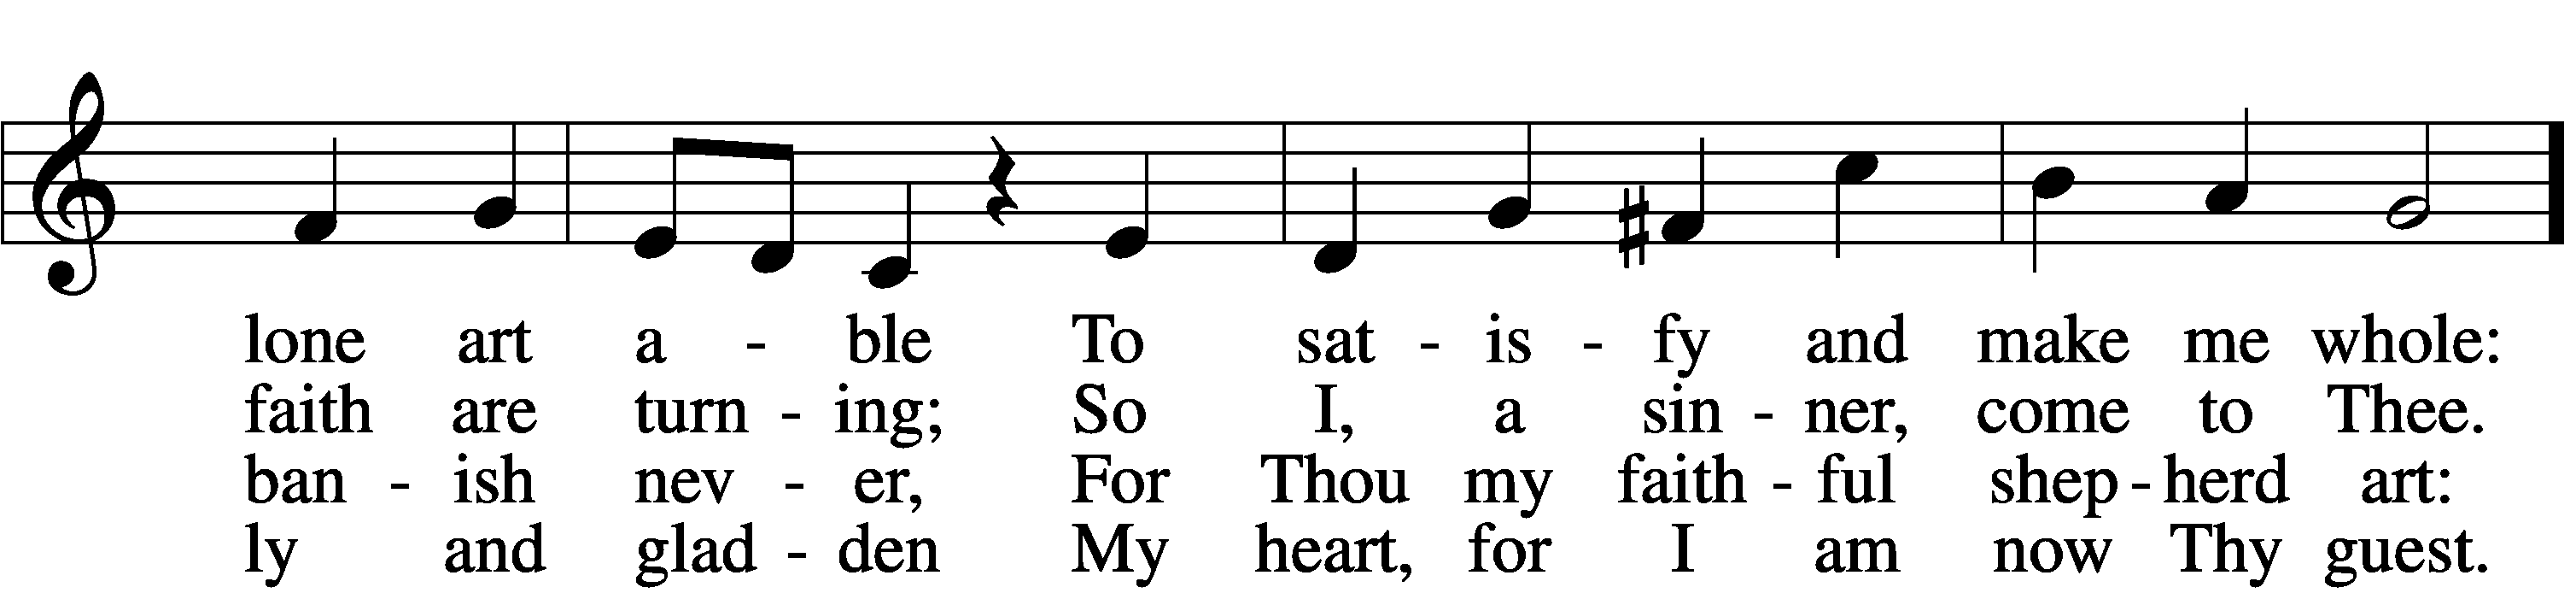 lone art a - ble To sat - is - fy and make me whole:
faith are turn - ing; So I, a sin - ner, come to Thee.
ban - ish nev - er, For Thou my faith - ful shep - herd art:
ly and glad - den My heart, for I am now Thy guest.